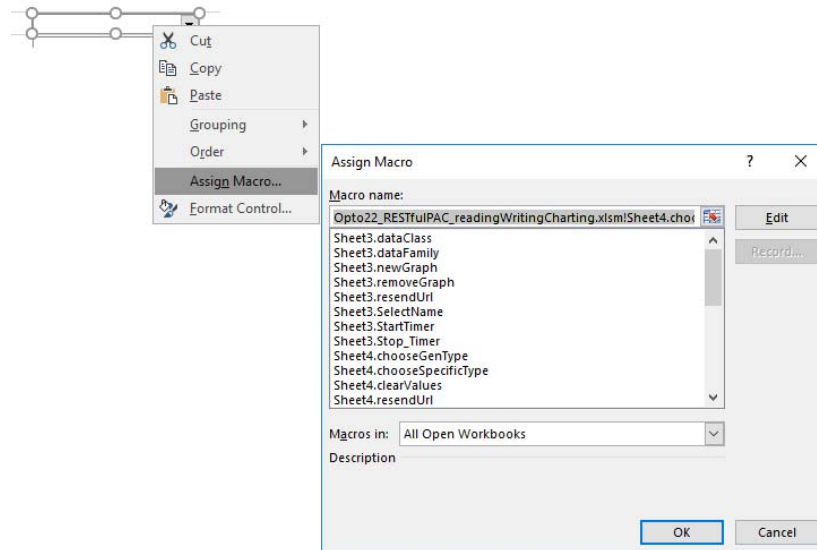 Cut
Copy
Paste
Grouping
Order
Assign Macro...
Format Control...
Assign Macro
?
Macro name:
Opto22_RESTfulPAC_readingWritingCharting.xlsm!Sheet4.choo
Edit
Record...
Sheet3.dataClass
Sheet3.dataFamily
Sheet3.newGraph
Sheet3.removeGraph
Sheet3.resendUrl
Sheet3.SelectName
Sheet3.StartTimer
Sheet3.Stop_Timer
Sheet4.chooseGenType
Sheet4.chooseSpecificType
Sheet4.clearValues
Sheet4.resendUrl
Macros in: All Open Workbooks
Description
OK
Cancel